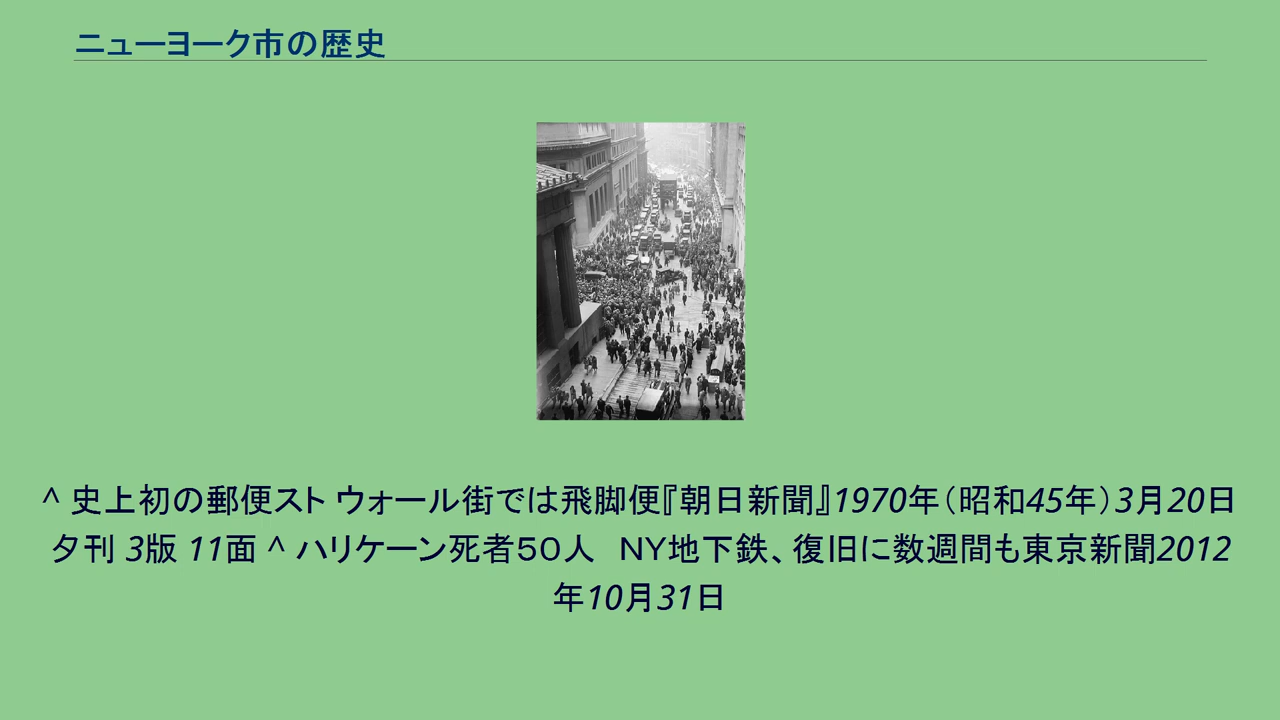 ニューヨーク市の歴史
^ 史上初の郵便スト ウォール街では飛脚便『朝日新聞』1970年（昭和45年）3月20日
夕刊 3版 11面 ^ ハリケーン死者５０人　ＮＹ地下鉄、復旧に数週間も東京新聞2012
年10月31日